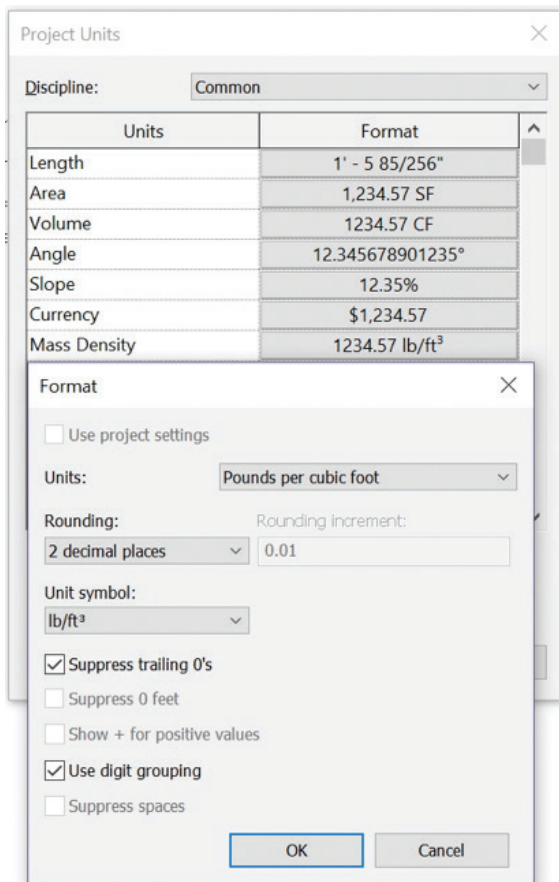 Project Units
Discipline: Common
Units Format
Length 1' - 5 85/256"
Area 1,234.57 SF
Volume 1234.57 CF
Angle 12.345678901235°
Slope 12.35%
Currency $1,234.57
Mass Density 1234.57 lb/ft³
Format
Use project settings
Units: Pounds per cubic foot
Rounding: Rounding increment:
2 decimal places 0.01
Unit symbol:
lb/ft³
Suppress trailing 0's
Suppress 0 feet
Show + for positive values
Use digit grouping
Suppress spaces
OK Cancel